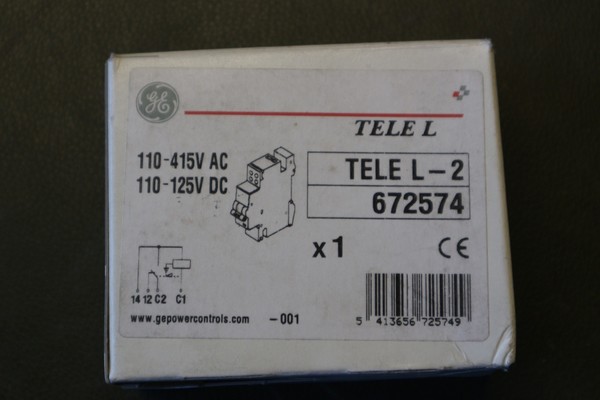 GE
TELE L
110-415V AC
110-125V DC
TELE L-2
672574
x1
CE
14 12 C2 C1
www.gepowercontrols.com
-001
5 413656 725749